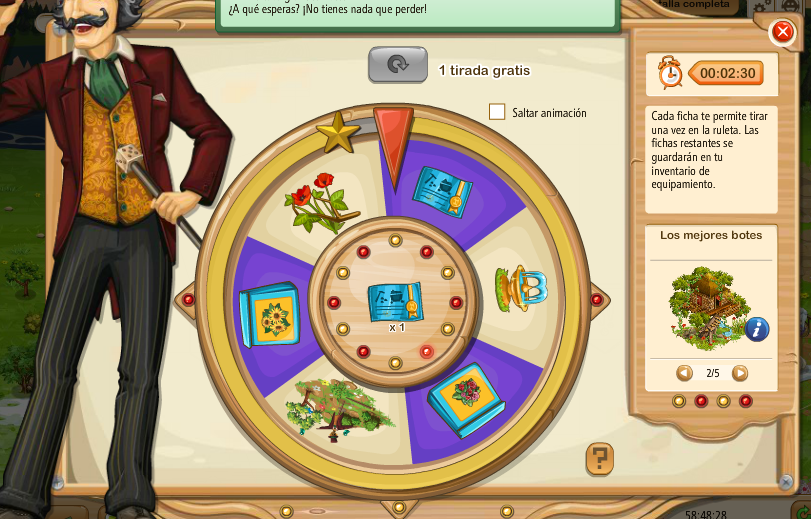 alla completa
¿A qué esperas? ¡No tienes nada que perder!
1 tirada gratis
00:02:30
Saltar animación
Cada ficha te permite tirar
una vez en la ruleta. Las
fichas restantes se
guardarán en tu
inventario de
equipamiento.
Los mejores botes
x 1
i
2/5
?
58:48:28